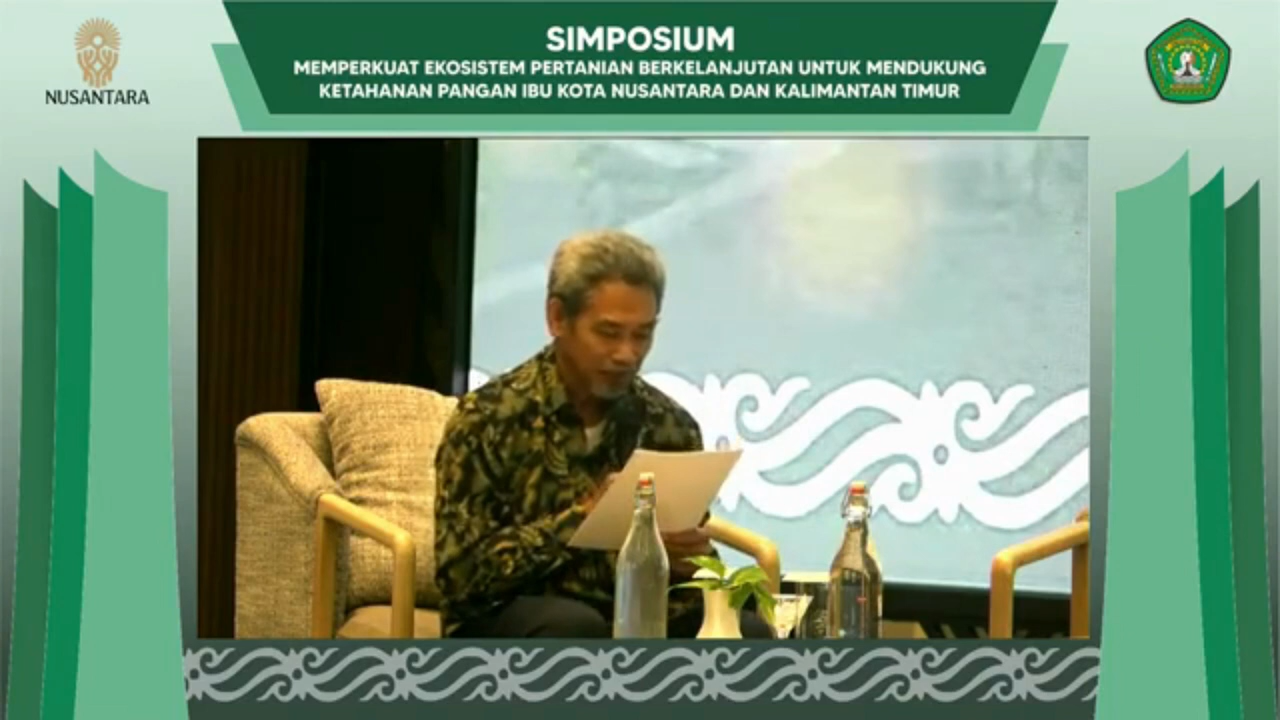 SIMPOSIUM
MEMPERKUAT EKOSISTEM PERTANIAN BERKELANJUTAN UNTUK MENDUKUNG
KETAHANAN PANGAN IBU KOTA NUSANTARA DAN KALIMANTAN TIMUR
NUSANTARA